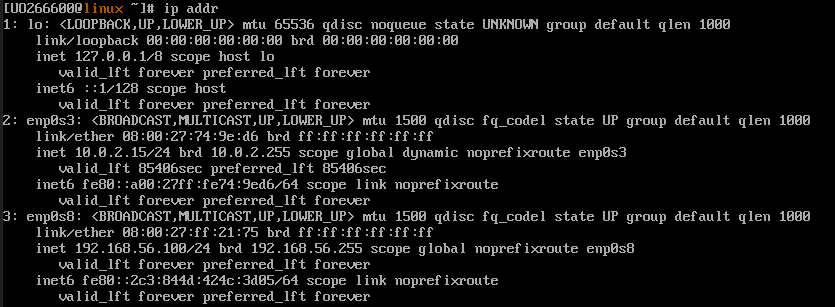 [UO266600@linux ~]# ip addr
1: lo: <LOOPBACK,UP,LOWER_UP> mtu 65536 qdisc noqueue state UNKNOWN group default qlen 1000
    link/loopback 00:00:00:00:00:00 brd 00:00:00:00:00:00
    inet 127.0.0.1/8 scope host lo
       valid_lft forever preferred_lft forever
    inet6 ::1/128 scope host
       valid_lft forever preferred_lft forever
2: enp0s3: <BROADCAST,MULTICAST,UP,LOWER_UP> mtu 1500 qdisc fq_codel state UP group default qlen 1000
    link/ether 08:00:27:74:9e:d6 brd ff:ff:ff:ff:ff:ff
    inet 10.0.2.15/24 brd 10.0.2.255 scope global dynamic noprefixroute enp0s3
       valid_lft 85406sec preferred_lft 85406sec
    inet6 fe80::a00:27ff:fe74:9ed6/64 scope link noprefixroute
       valid_lft forever preferred_lft forever
3: enp0s8: <BROADCAST,MULTICAST,UP,LOWER_UP> mtu 1500 qdisc fq_codel state UP group default qlen 1000
    link/ether 08:00:27:ff:21:75 brd ff:ff:ff:ff:ff:ff
    inet 192.168.56.100/24 brd 192.168.56.255 scope global noprefixroute enp0s8
       valid_lft forever preferred_lft forever
    inet6 fe80::2c3:844d:424c:3d05/64 scope link noprefixroute
       valid_lft forever preferred_lft forever